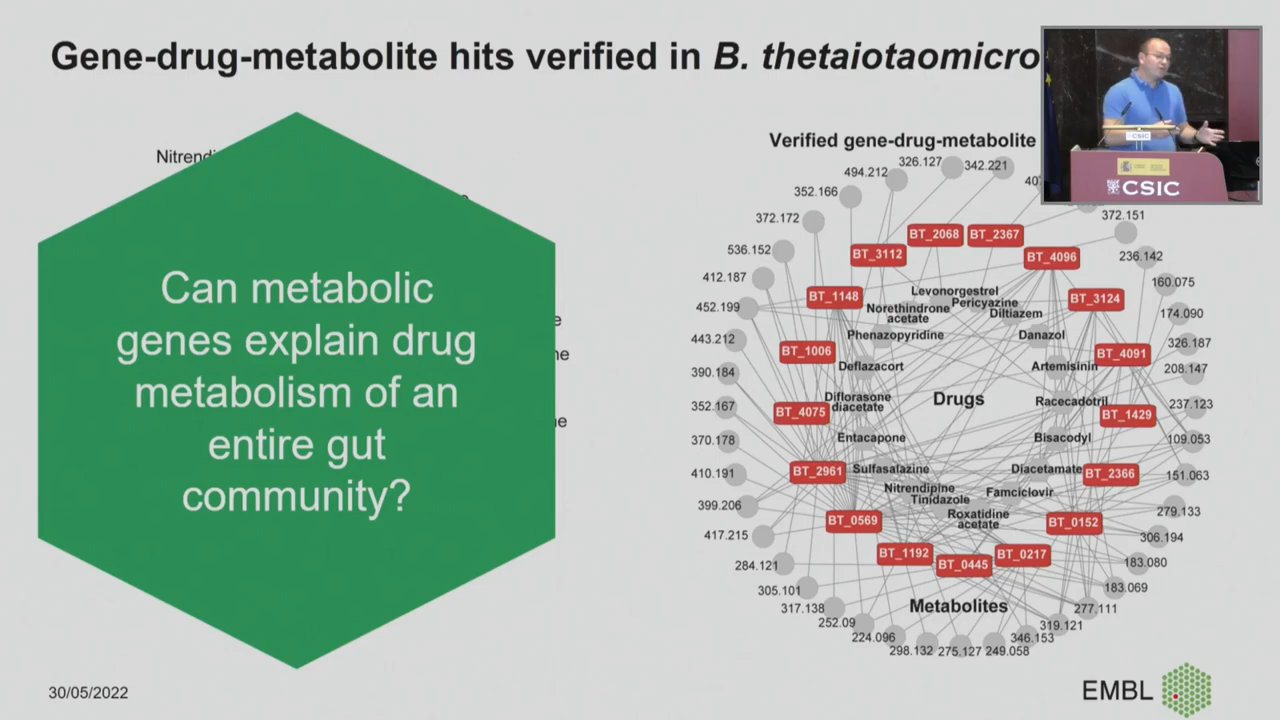 Gene-drug-metabolite hits verified in B. thetaiotaomicro
Nitrendi
Can metabolic
genes explain drug
metabolism of an
entire gut
community?
Verified gene-drug-metabolite
326.127
342.221
494.212
352.166
372.172
536.152
412.187
452.199
443.212
390.184
352.167
370.178
410.191
399.206
417.215
284.121
305.101
317.138
252.09
224.096
298.132
275.127
249.058
346.153
319.121
277.111
183.069
183.080
306.194
279.133
151.063
109.053
237.123
208.147
326.187
174.090
160.075
236.142
372.151
BT_2068
BT_2367
BT_3112
BT_4096
BT_1148
BT_3124
BT_1006
BT_4091
BT_4075
BT_1429
BT_2961
BT_2366
BT_0569
BT_0152
BT_1192
BT_0445
BT_0217
Levonorgestrel
Pericyazine
Norethindrone
acetate
Diltiazem
Phenazopyridine
Danazol
Deflazacort
Artemisinin
Diflorasone
diacetate
Drugs
Racecadotril
Entacapone
Bisacodyl
Sulfasalazine
Diacetamate
Nitrendipine
Tinidazole
Famciclovir
Roxatidine
acetate
Metabolites
CSIC
CSIC
30/05/2022
EMBL